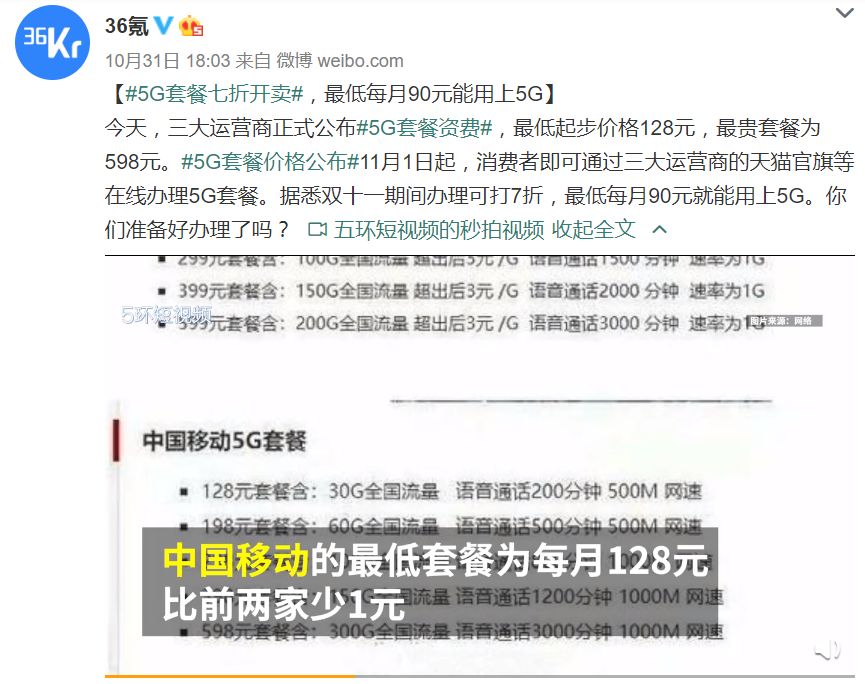 36Kr
36氪
10月31日 18:03 来自 微博 weibo.com
【#5G套餐七折开卖#，最低每月90元能用上5G】
今天，三大运营商正式公布#5G套餐资费#，最低起步价格128元，最贵套餐为
598元。#5G套餐价格公布#11月1日起，消费者即可通过三大运营商的天猫官旗等
在线办理5G套餐。据悉双十一期间办理可打7折，最低每月90元就能用上5G。你
们准备好办理了吗？ 五环短视频的秒拍视频 收起全文
299元套餐含：100G全国流量 超出后3元/G 语音通话1500 分钟 速率为1G
399元套餐含：150G全国流量 超出后3元/G 语音通话2000 分钟 速率为1G
5环短视频
599元套餐含：200G全国流量 超出后3元/G 语音通话3000 分钟 速率为1G
图片来源：网络
中国移动5G套餐
128元套餐含：30G全国流量 语音通话200分钟 500M 网速
198元套餐含：60G全国流量 语音通话500分钟 500M 网速
中国移动的最低套餐为每月128元
全国流量 语音通话1200分钟 1000M 网速
比前两家少1元
598元套餐含：300G全国流量 语音通话3000分钟 1000M 网速